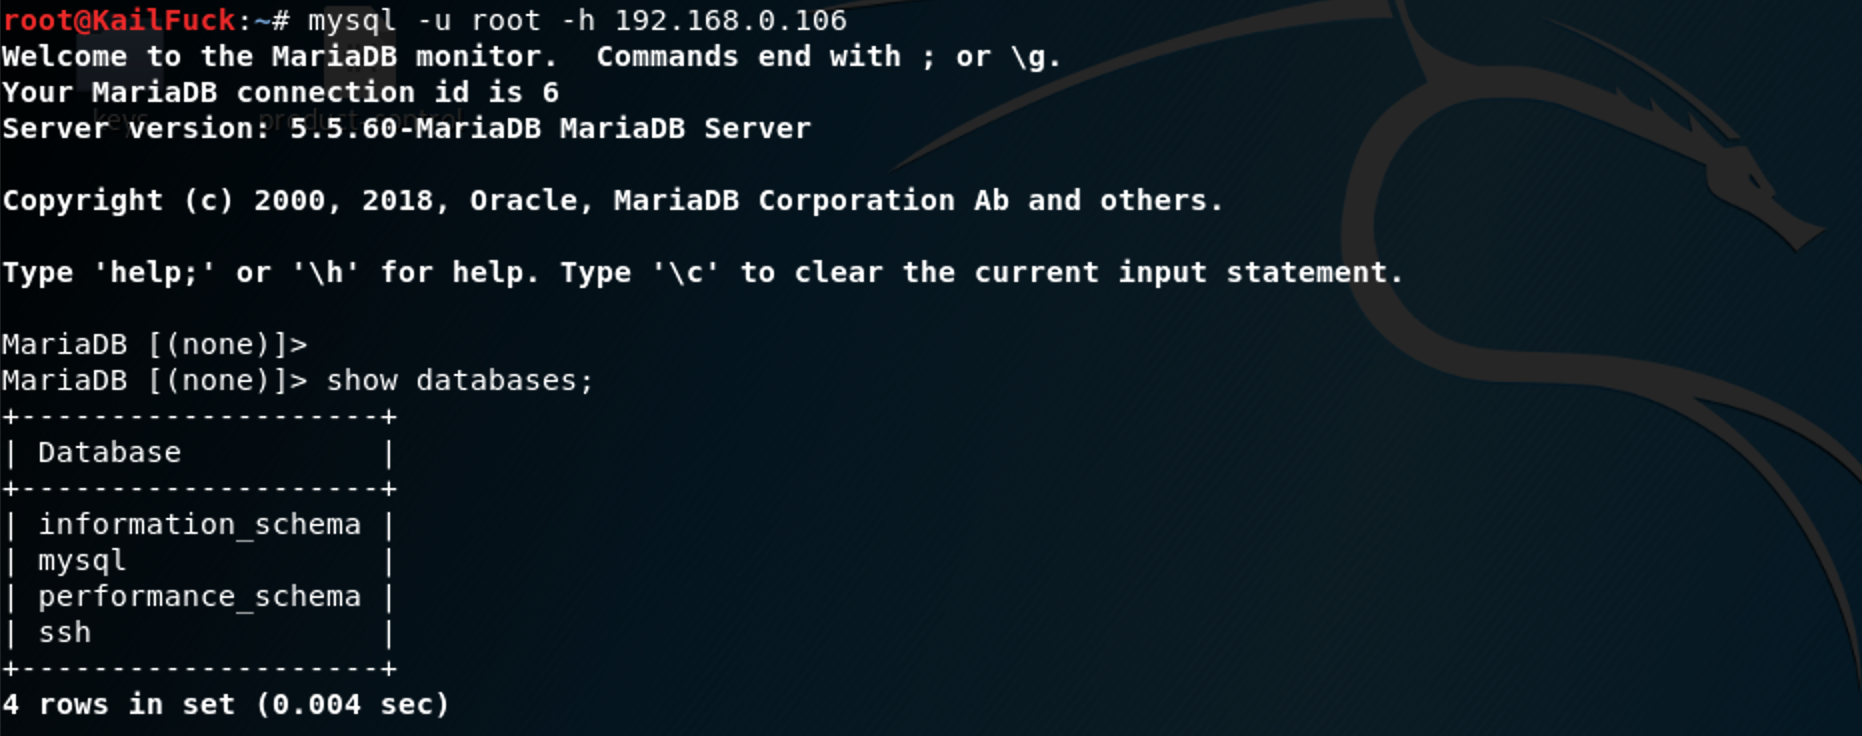 root@KailFuck:~# mysql -u root -h 192.168.0.106
Welcome to the MariaDB monitor.  Commands end with ; or \g.
Your MariaDB connection id is 6
Server version: 5.5.60-MariaDB MariaDB Server
Copyright (c) 2000, 2018, Oracle, MariaDB Corporation Ab and others.
Type 'help;' or '\h' for help. Type '\c' to clear the current input statement.
MariaDB [(none)]>
MariaDB [(none)]> show databases;
+--------------------+
| Database           |
+--------------------+
| information_schema |
| mysql              |
| performance_schema |
| ssh                |
+--------------------+
4 rows in set (0.004 sec)